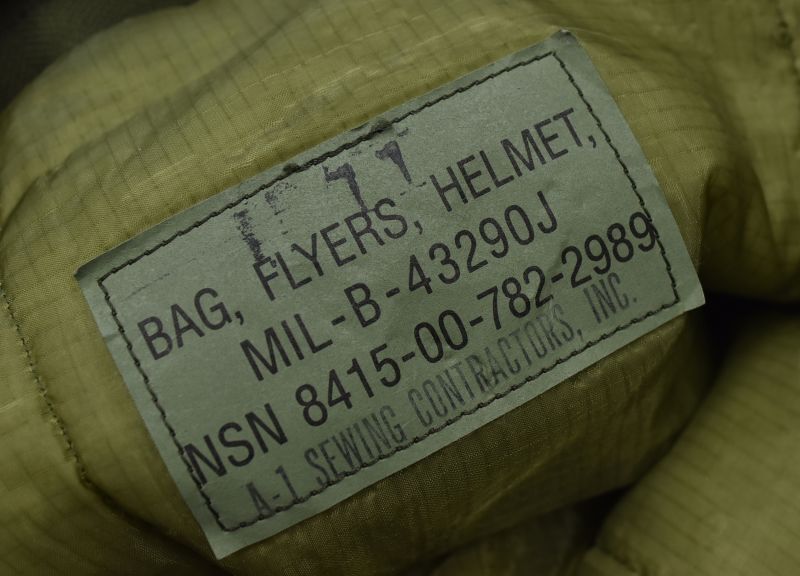 BAG, FLYERS, HELMET,
MIL-B-43290J
NSN 8415-00-782-2989
A-1 SEWING CONTRACTORS, INC.